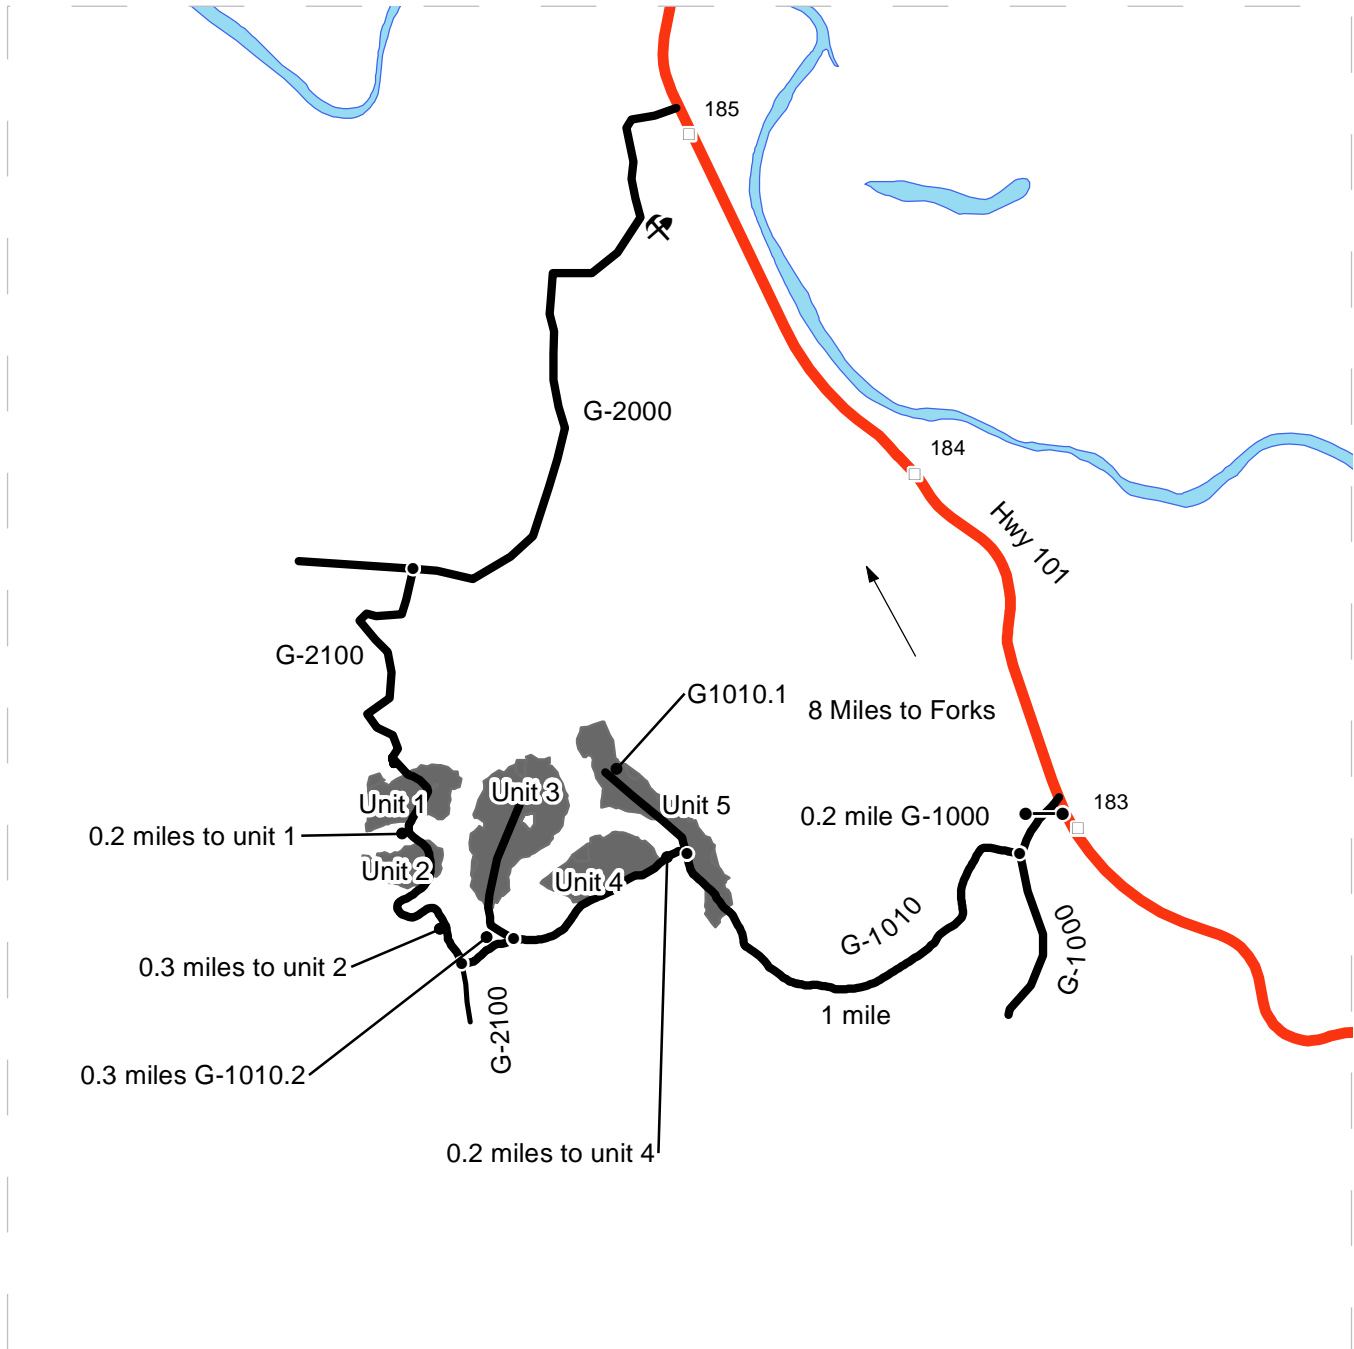 185
G-2000
184
Hwy 101
G-2100
G1010.1
8 Miles to Forks
Unit 3
Unit 1
Unit 5
183
0.2 mile G-1000
0.2 miles to unit 1
Unit 2
Unit 4
G-1010
G-1000
0.3 miles to unit 2
1 mile
G-2100
0.3 miles G-1010.2
0.2 miles to unit 4